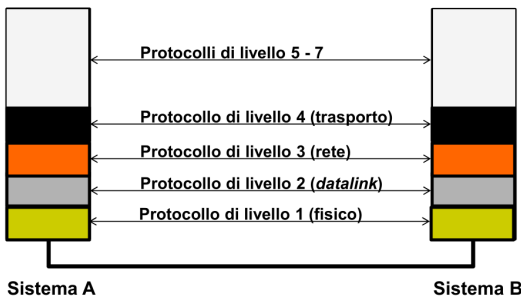 Protocolli di livello 5 - 7
Protocollo di livello 4 (trasporto)
Protocollo di livello 3 (rete)
Protocollo di livello 2 (datalink)
Protocollo di livello 1 (fisico)
Sistema A
Sistema B